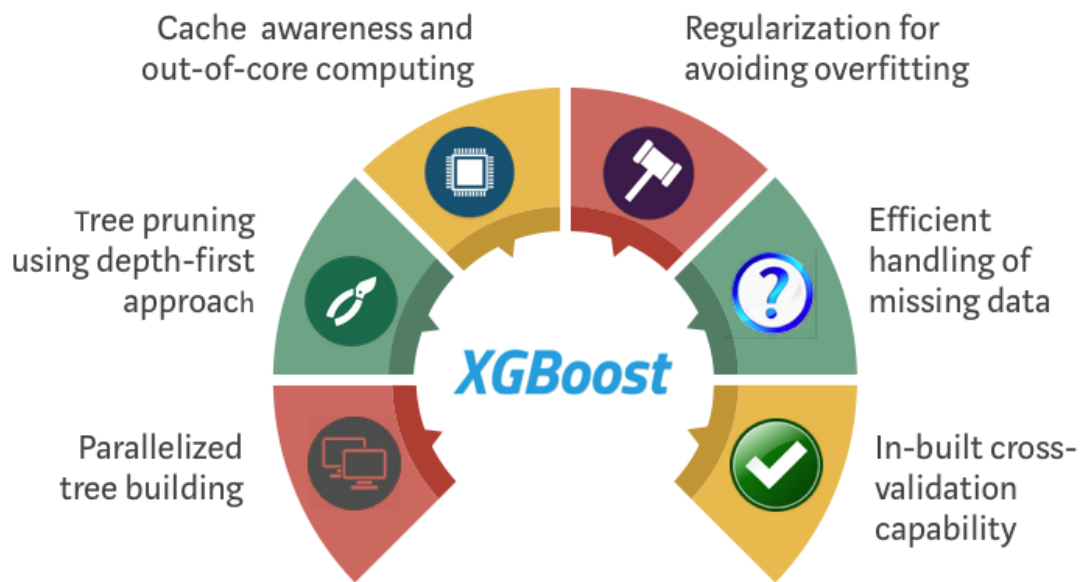 Cache awareness and
out-of-core computing
Regularization for
avoiding overfitting
Tree pruning
using depth-first
approach
Efficient
handling of
missing data
XGBoost
Parallelized
tree building
In-built cross-
validation
capability